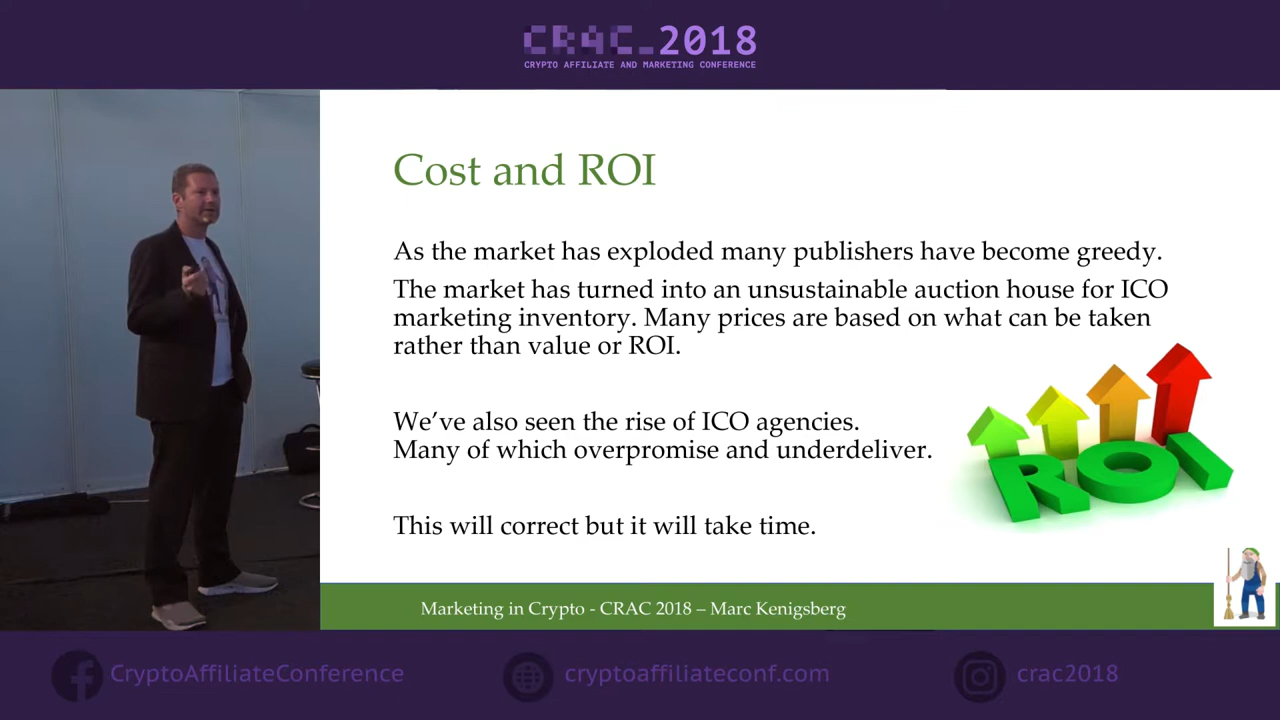 CRAC_2018
CRYPTO AFFILIATE AND MARKETING CONFERENCE
Cost and ROI
As the market has exploded many publishers have become greedy.
The market has turned into an unsustainable auction house for ICO
marketing inventory. Many prices are based on what can be taken
rather than value or ROI.
We’ve also seen the rise of ICO agencies.
Many of which overpromise and underdeliver.
This will correct but it will take time.
ROI
Marketing in Crypto - CRAC 2018 – Marc Kenigsberg
CryptoAffiliateConference
cryptoaffiliateconf.com
crac2018